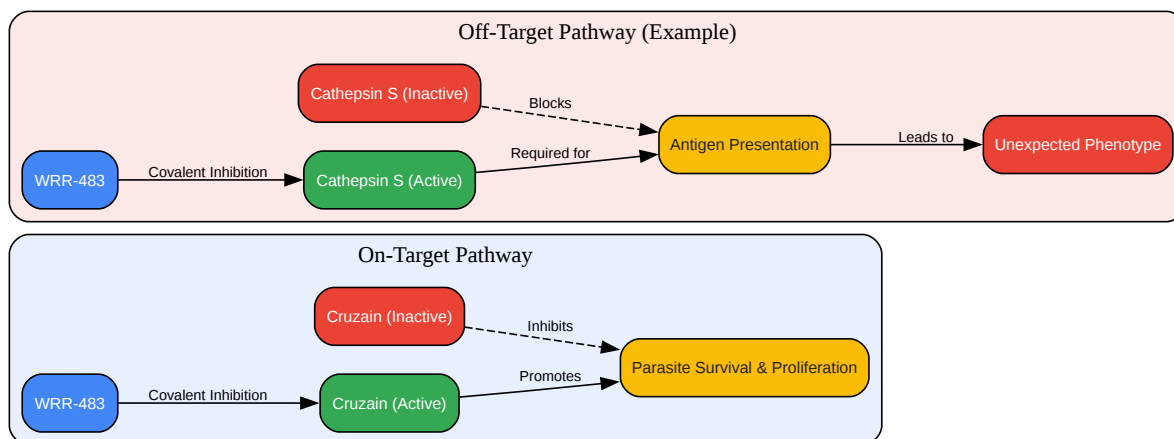 Off-Target Pathway (Example)
Cathepsin S (Inactive)
Blocks
Antigen Presentation
Leads to
Unexpected Phenotype
WRR-483
Covalent Inhibition
Cathepsin S (Active)
Required for
On-Target Pathway
Cruzain (Inactive)
Inhibits
Parasite Survival & Proliferation
WRR-483
Covalent Inhibition
Cruzain (Active)
Promotes